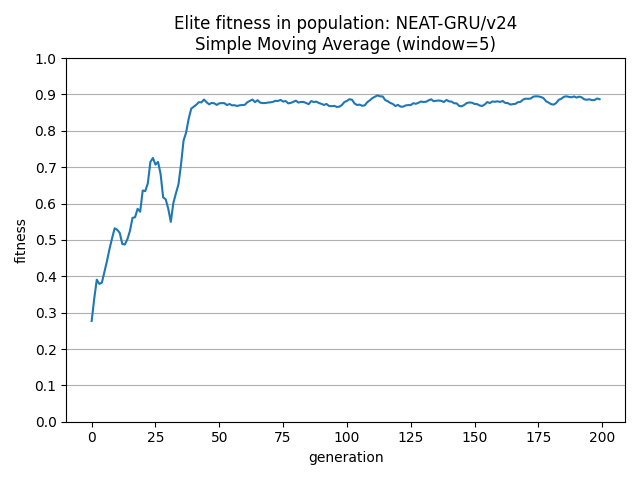 Elite fitness in population: NEAT-GRU/v24
Simple Moving Average (window=5)
1.0
0.9
0.8
0.7
0.6
0.5
0.4
0.3
0.2
0.1
0.0
fitness
0 25 50 75 100 125 150 175 200
generation